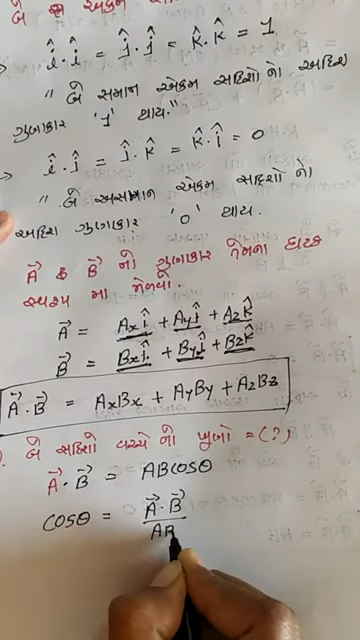 બે
î · î = ĵ · ĵ = k̂ · k̂ = 1
" બે સમાન એકમ સદિશો નો અદિશ
ગુણાકાર '1' થાય."
î · ĵ = ĵ · k̂ = k̂ · î = 0
" બે અસમાન એકમ સદિશો નો
અદિશ ગુણાકાર '0' થાય.
A⃗ & B⃗ નો ગુણાકાર તેમના ઘટક
સ્વરૂપ માં મેળવો.
A⃗ = Axî + Ayĵ + Azk̂
B⃗ = Bxî + Byĵ + Bzk̂
A⃗ · B⃗ = AxBx + AyBy + AzBz
બે સદિશો વચ્ચે નો ખુણો = (?)
A⃗ · B⃗ = ABcosθ
cosθ = A⃗ · B⃗
AB